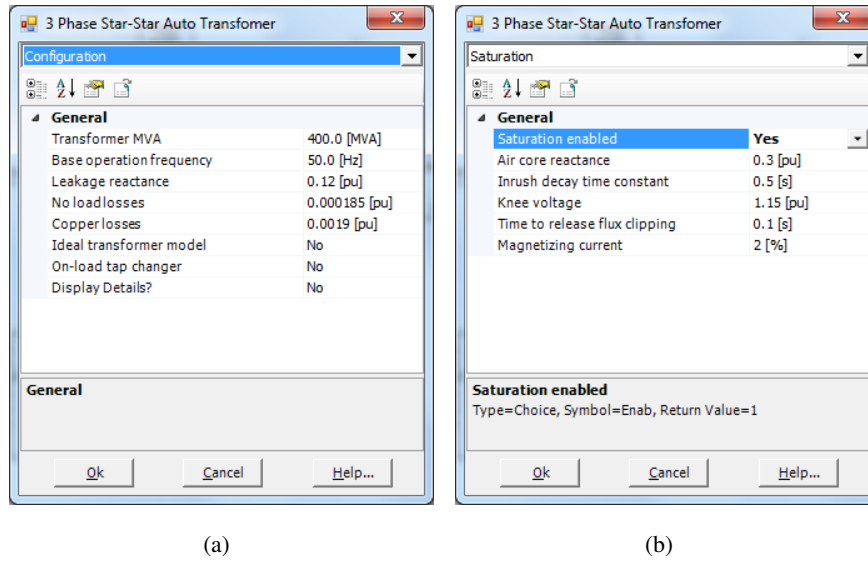 3 Phase Star-Star Auto Transfomer
Configuration
General
Transformer MVA 400.0 [MVA]
Base operation frequency 50.0 [Hz]
Leakage reactance 0.12 [pu]
No load losses 0.000185 [pu]
Copper losses 0.0019 [pu]
Ideal transformer model No
On-load tap changer No
Display Details? No
General
Ok Cancel Help...
(a)
3 Phase Star-Star Auto Transfomer
Saturation
General
Saturation enabled Yes
Air core reactance 0.3 [pu]
Inrush decay time constant 0.5 [s]
Knee voltage 1.15 [pu]
Time to release flux clipping 0.1 [s]
Magnetizing current 2 [%]
Saturation enabled
Type=Choice, Symbol=Enab, Return Value=1
Ok Cancel Help...
(b)